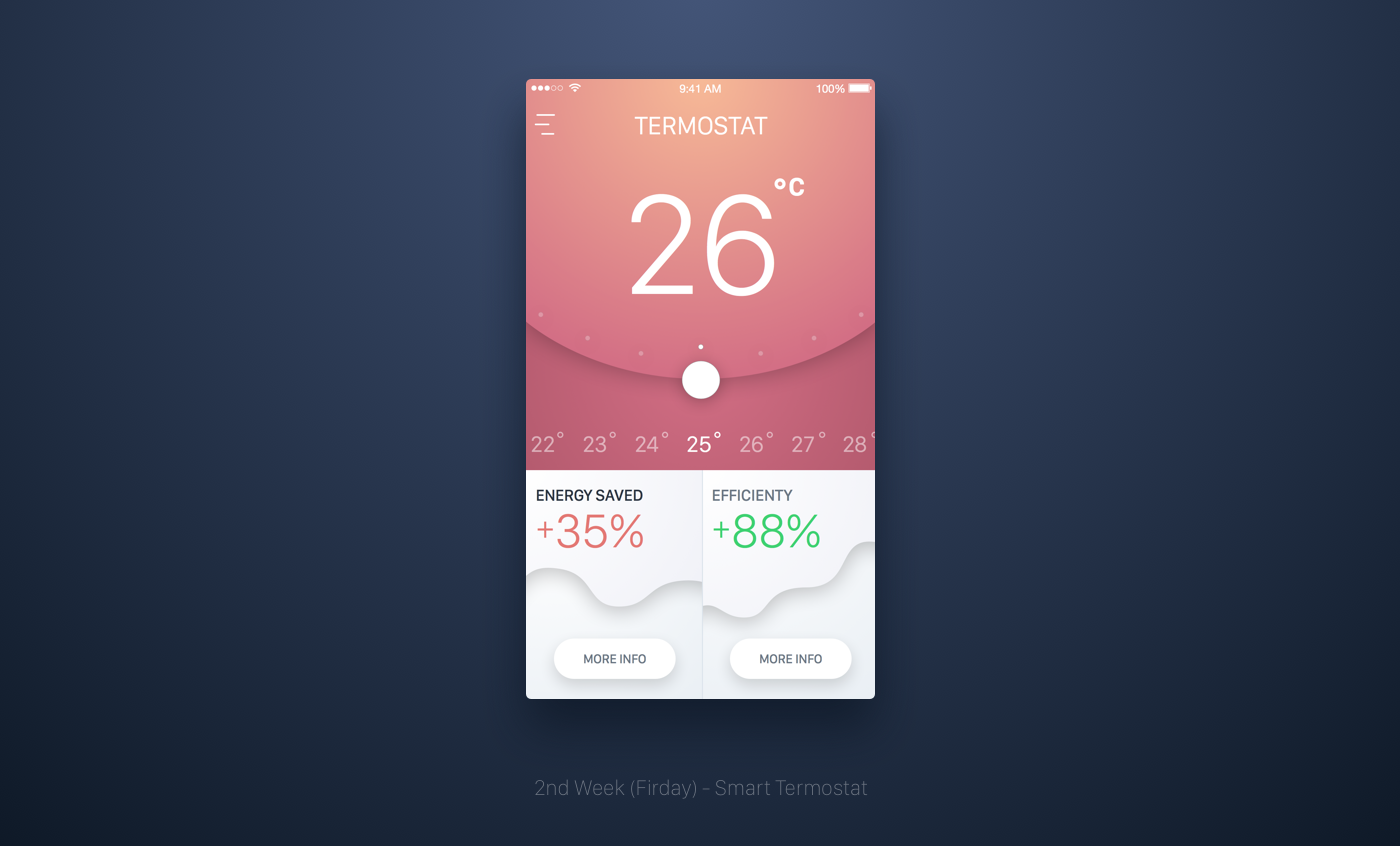 9:41 AM 100%
TERMOSTAT
26°C
22° 23° 24° 25° 26° 27° 28°
ENERGY SAVED EFFICIENTY
+35% +88%
MORE INFO MORE INFO
2nd Week (Firday) - Smart Termostat